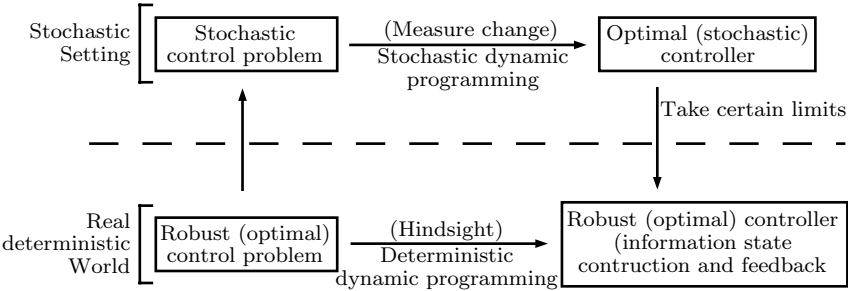 Stochastic
Setting
Stochastic
control problem
(Measure change)
Stochastic dynamic
programming
Optimal (stochastic)
controller
Take certain limits
Real
deterministic
World
Robust (optimal)
control problem
(Hindsight)
Deterministic
dynamic programming
Robust (optimal) controller
(information state
contruction and feedback